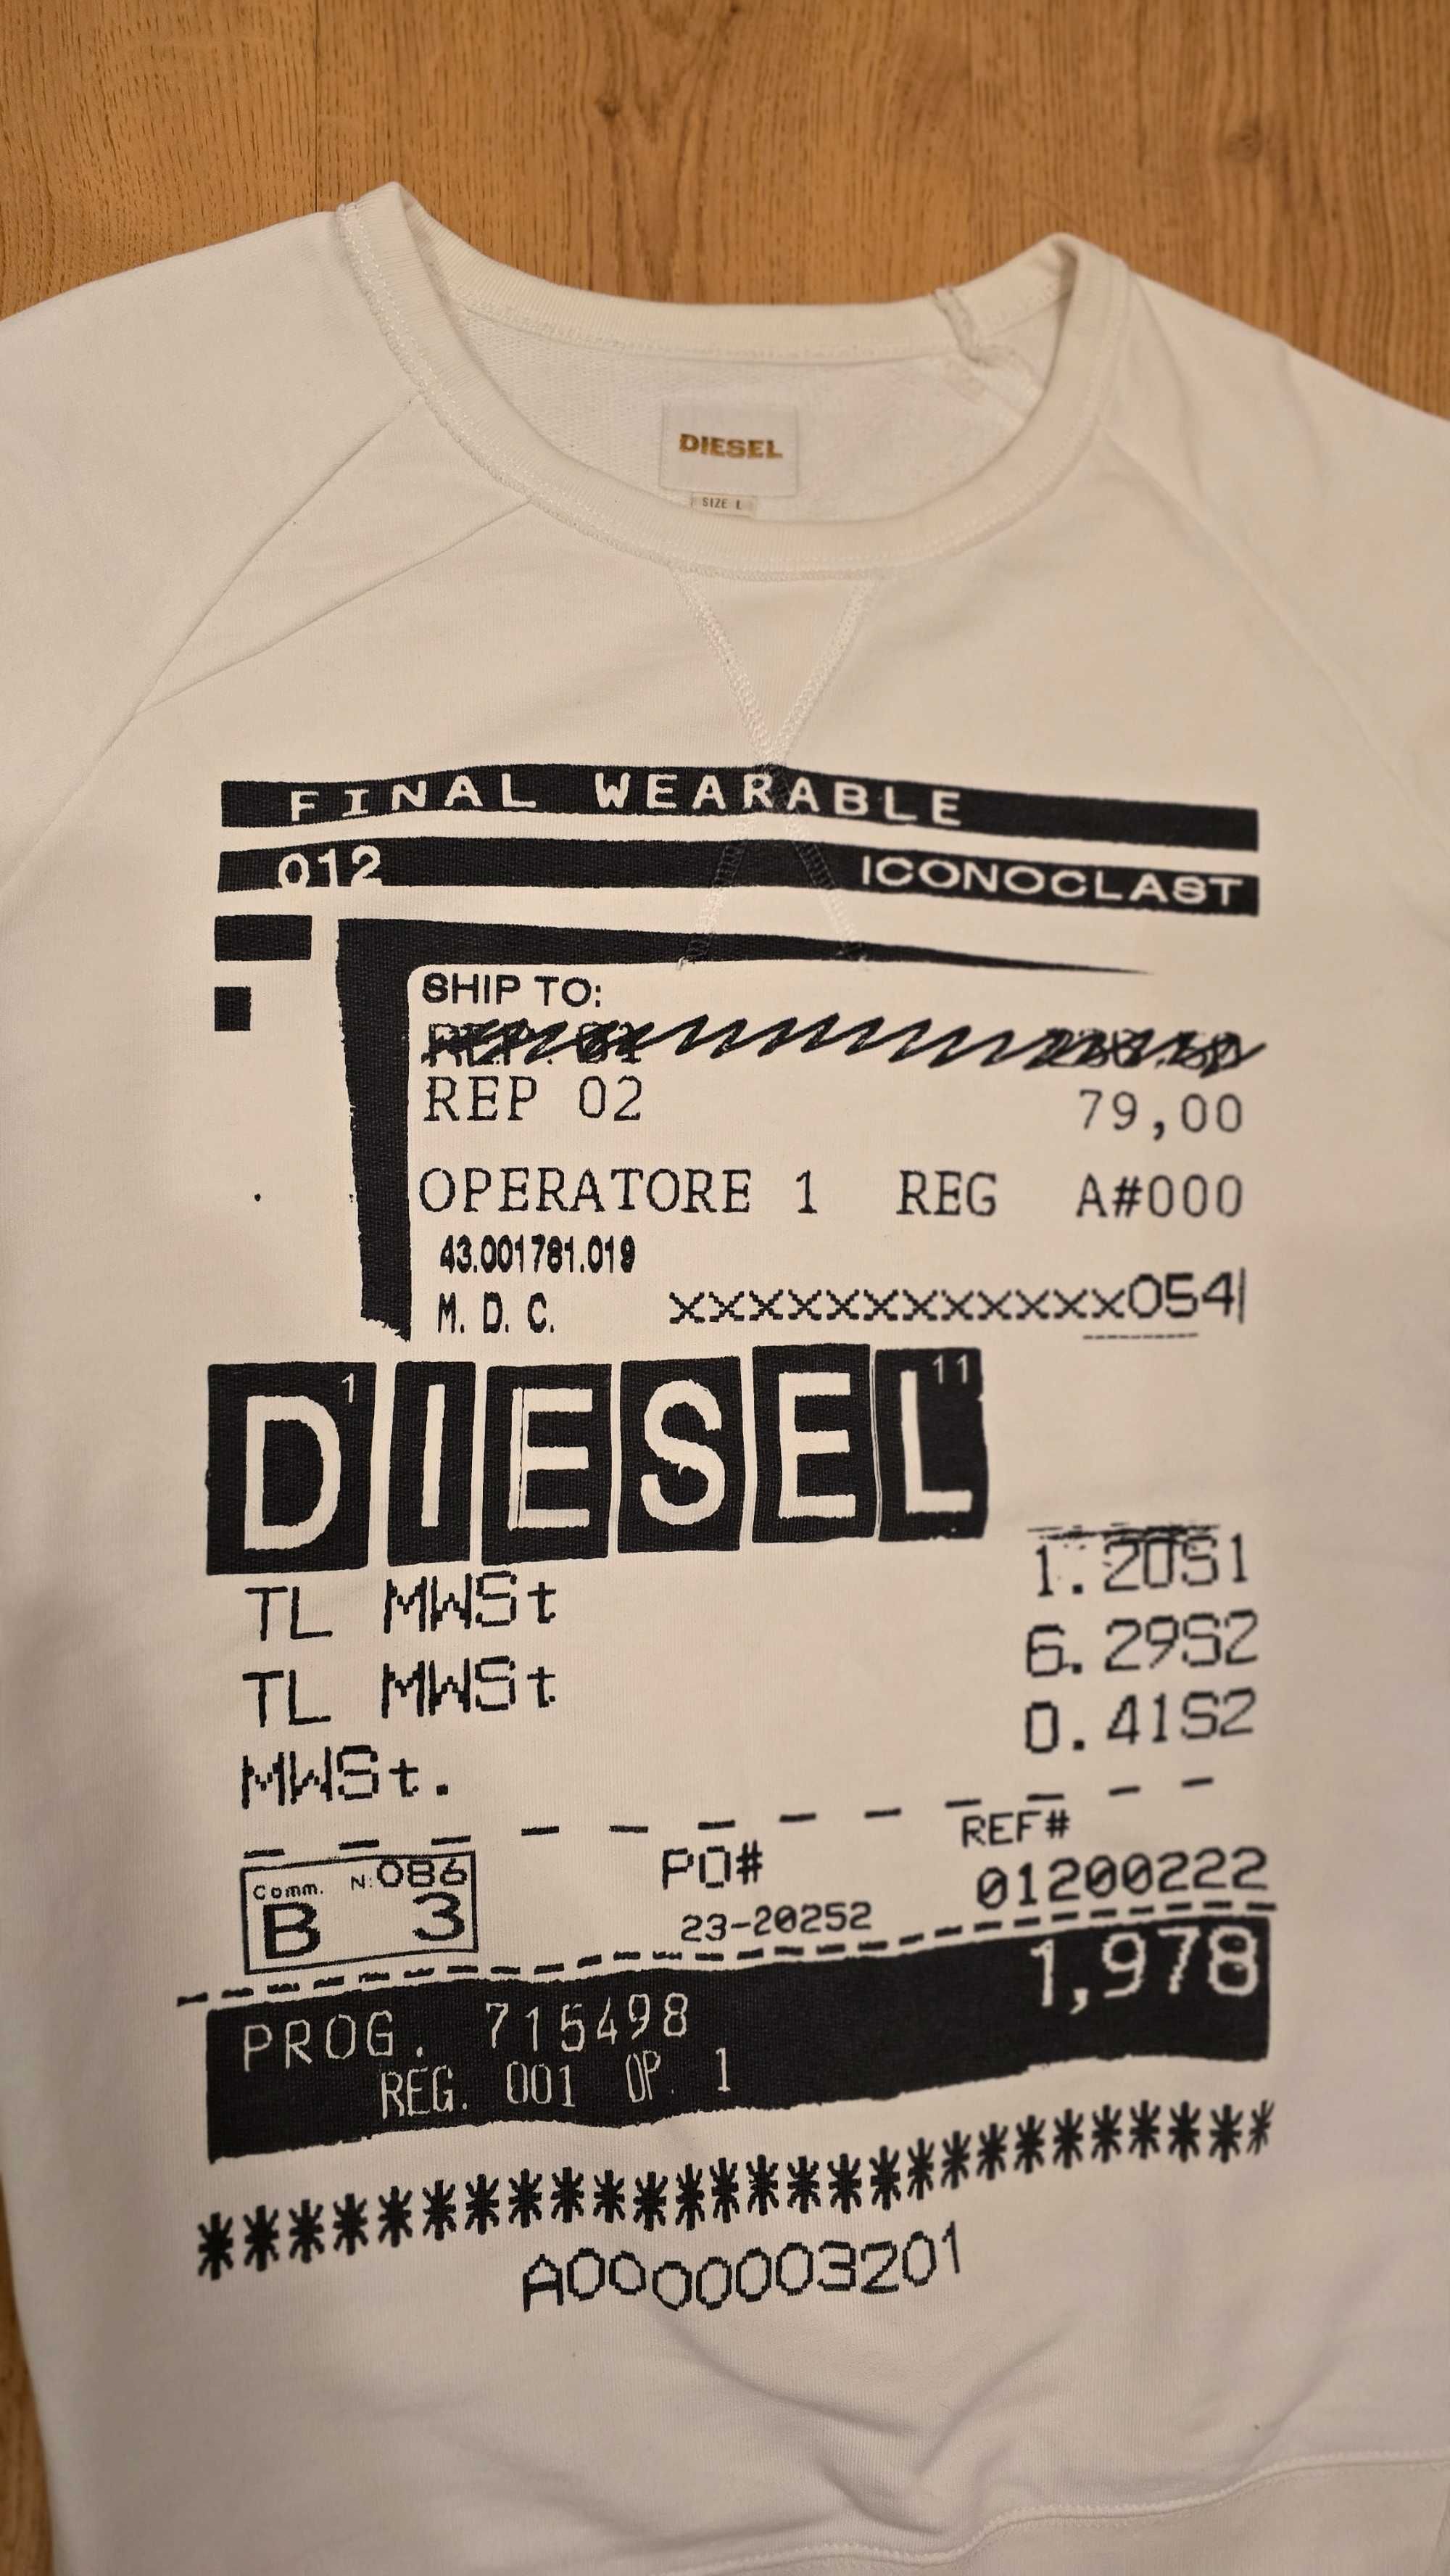 DIESEL
SIZE L
FINAL WEARABLE
012 ICONOCLAST
SHIP TO:
REP 02 79,00
OPERATORE 1 REG A#000
43.001781.019
M. D. C. XXXXXXXXXXXX054
1 11
DIESEL
TL MWSt 1.20S1
TL MWSt 6.29S2
MWSt. 0.41S2
Comm. N:086 PO# REF#
B 3 23-20252 01200222
1,978
PROG. 715498
REG. 001 OP. 1
***************************
A0000003201